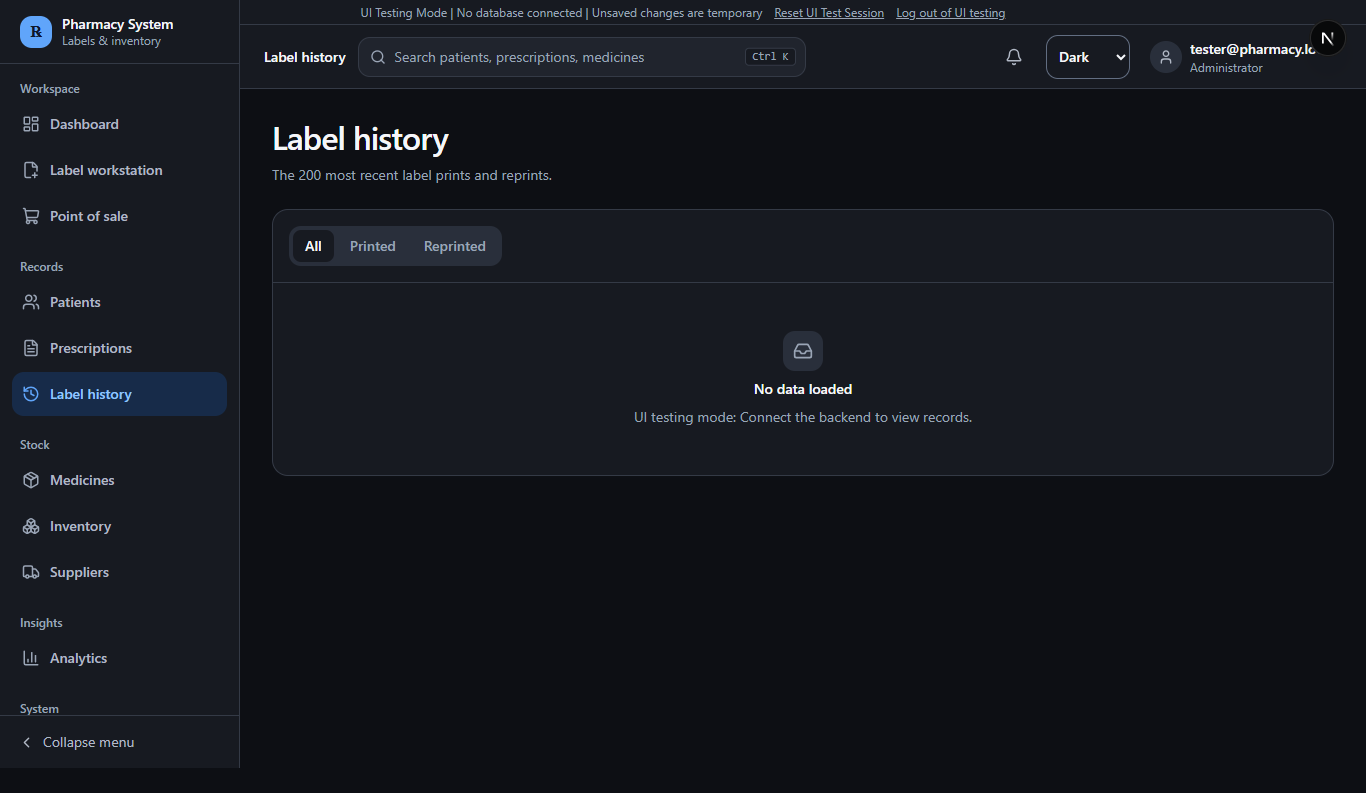 UI Testing Mode | No database connected | Unsaved changes are temporary Reset UI Test Session Log out of UI testing
Pharmacy System
Labels & inventory
Label history
Search patients, prescriptions, medicines
Ctrl K
Dark
tester@pharmacy.lo
Administrator
N
Workspace
Dashboard
Label workstation
Point of sale
Records
Patients
Prescriptions
Label history
Stock
Medicines
Inventory
Suppliers
Insights
Analytics
System
Collapse menu
Label history
The 200 most recent label prints and reprints.
All Printed Reprinted
No data loaded
UI testing mode: Connect the backend to view records.